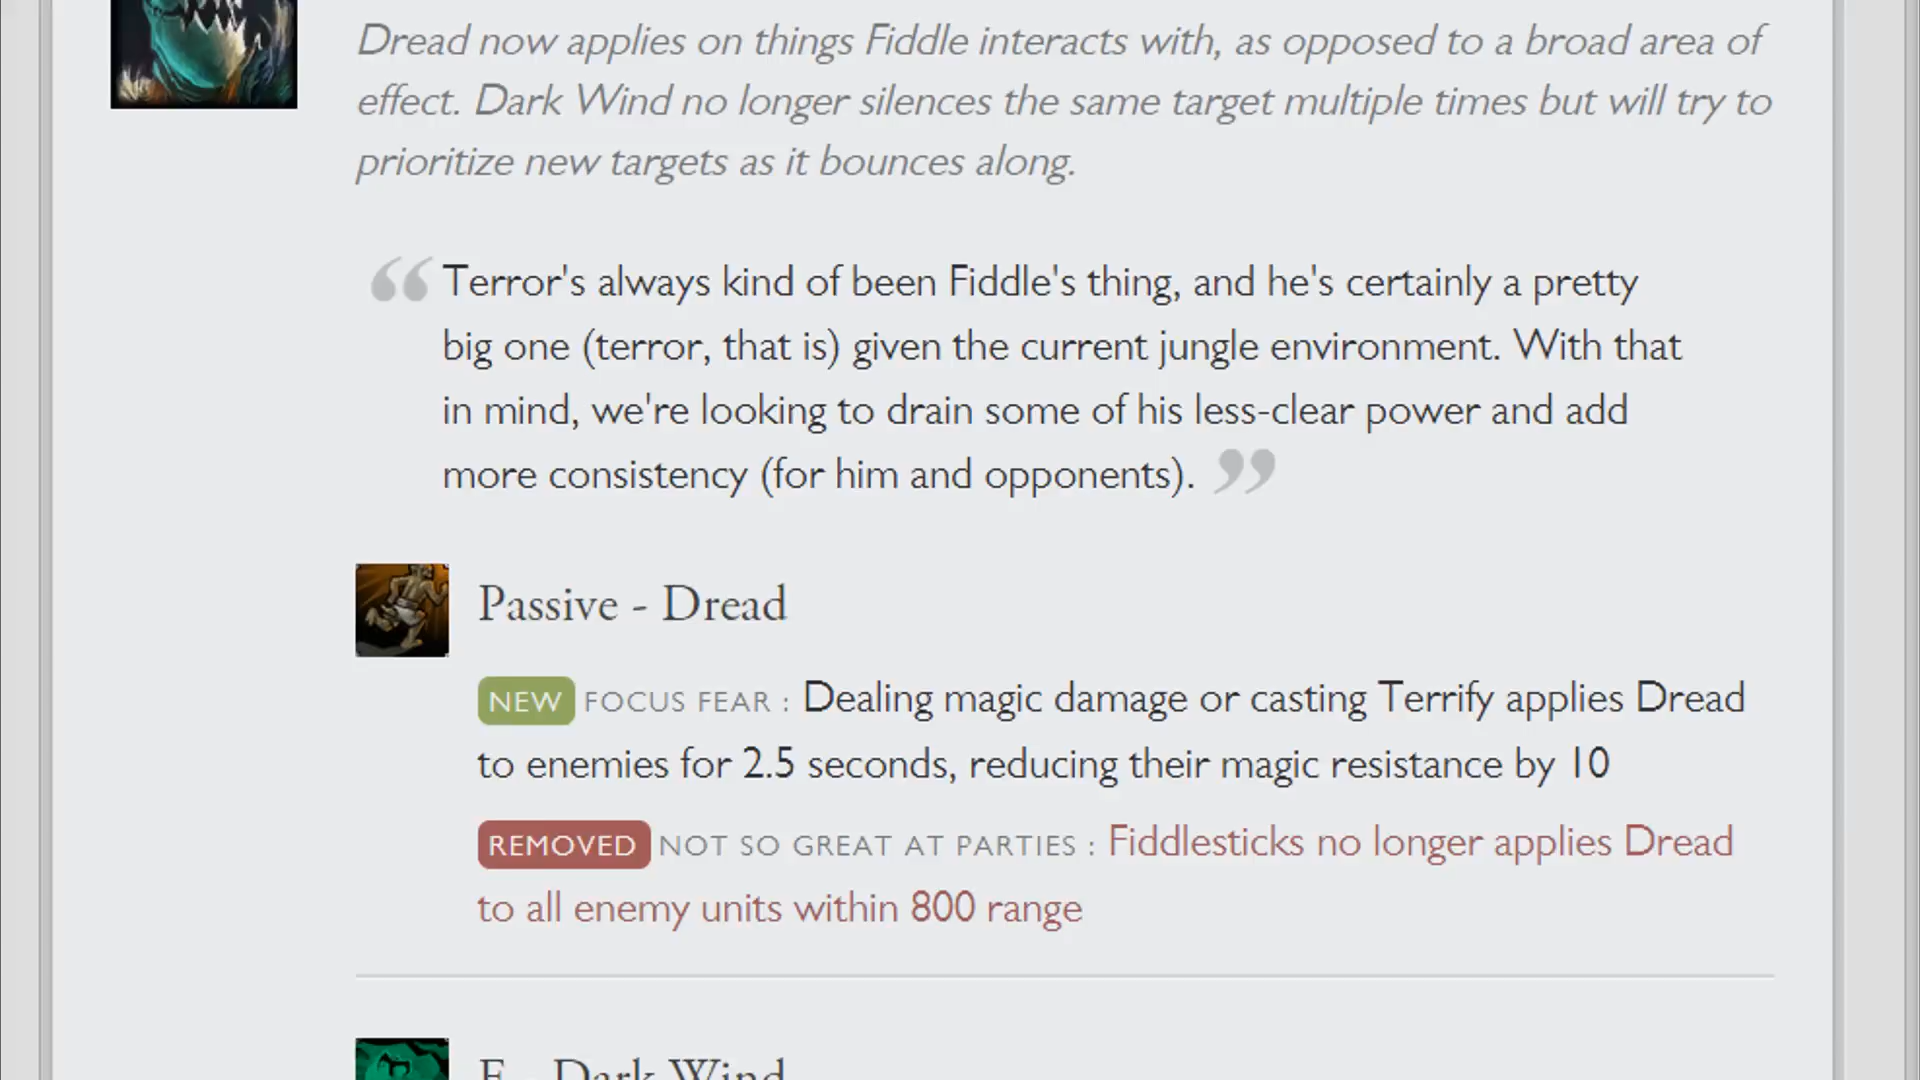 Dread now applies on things Fiddle interacts with, as opposed to a broad area of
effect. Dark Wind no longer silences the same target multiple times but will try to
prioritize new targets as it bounces along.
“Terror's always kind of been Fiddle's thing, and he's certainly a pretty
big one (terror, that is) given the current jungle environment. With that
in mind, we're looking to drain some of his less-clear power and add
more consistency (for him and opponents). ”
Passive - Dread
NEW FOCUS FEAR : Dealing magic damage or casting Terrify applies Dread
to enemies for 2.5 seconds, reducing their magic resistance by 10
REMOVED NOT SO GREAT AT PARTIES : Fiddlesticks no longer applies Dread
to all enemy units within 800 range
E - Dark Wind